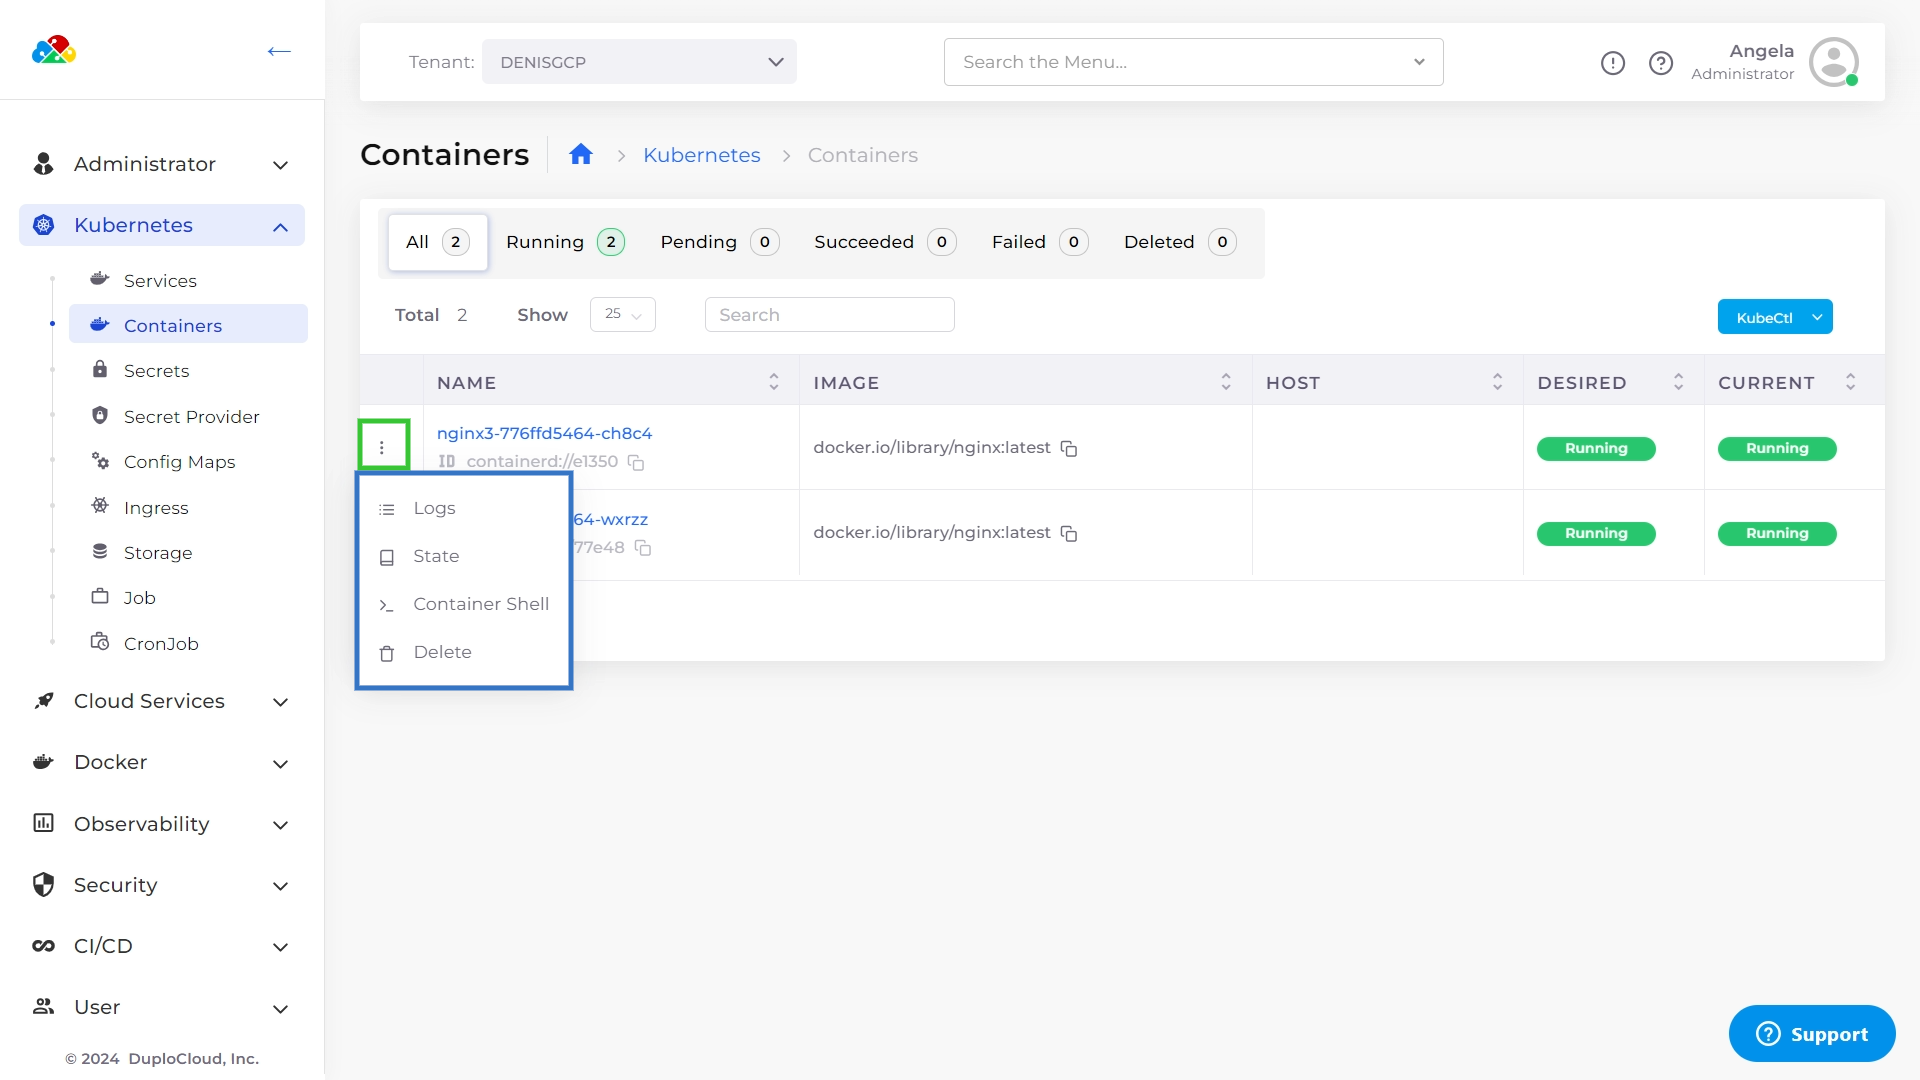 Tenant: DENISGCP
Search the Menu...
Angela
Administrator
Administrator
Kubernetes
Services
Containers
Secrets
Secret Provider
Config Maps
Ingress
Storage
Job
CronJob
Cloud Services
Docker
Observability
Security
CI/CD
User
© 2024 DuploCloud, Inc.
Containers Kubernetes Containers
All 2 Running 2 Pending 0 Succeeded 0 Failed 0 Deleted 0
Total 2 Show 25 Search KubeCtl
NAME IMAGE HOST DESIRED CURRENT
nginx3-776ffd5464-ch8c4
ID containerd://e1350
docker.io/library/nginx:latest Running Running
64-wxrzz
77e48
docker.io/library/nginx:latest Running Running
Logs
State
Container Shell
Delete
Support